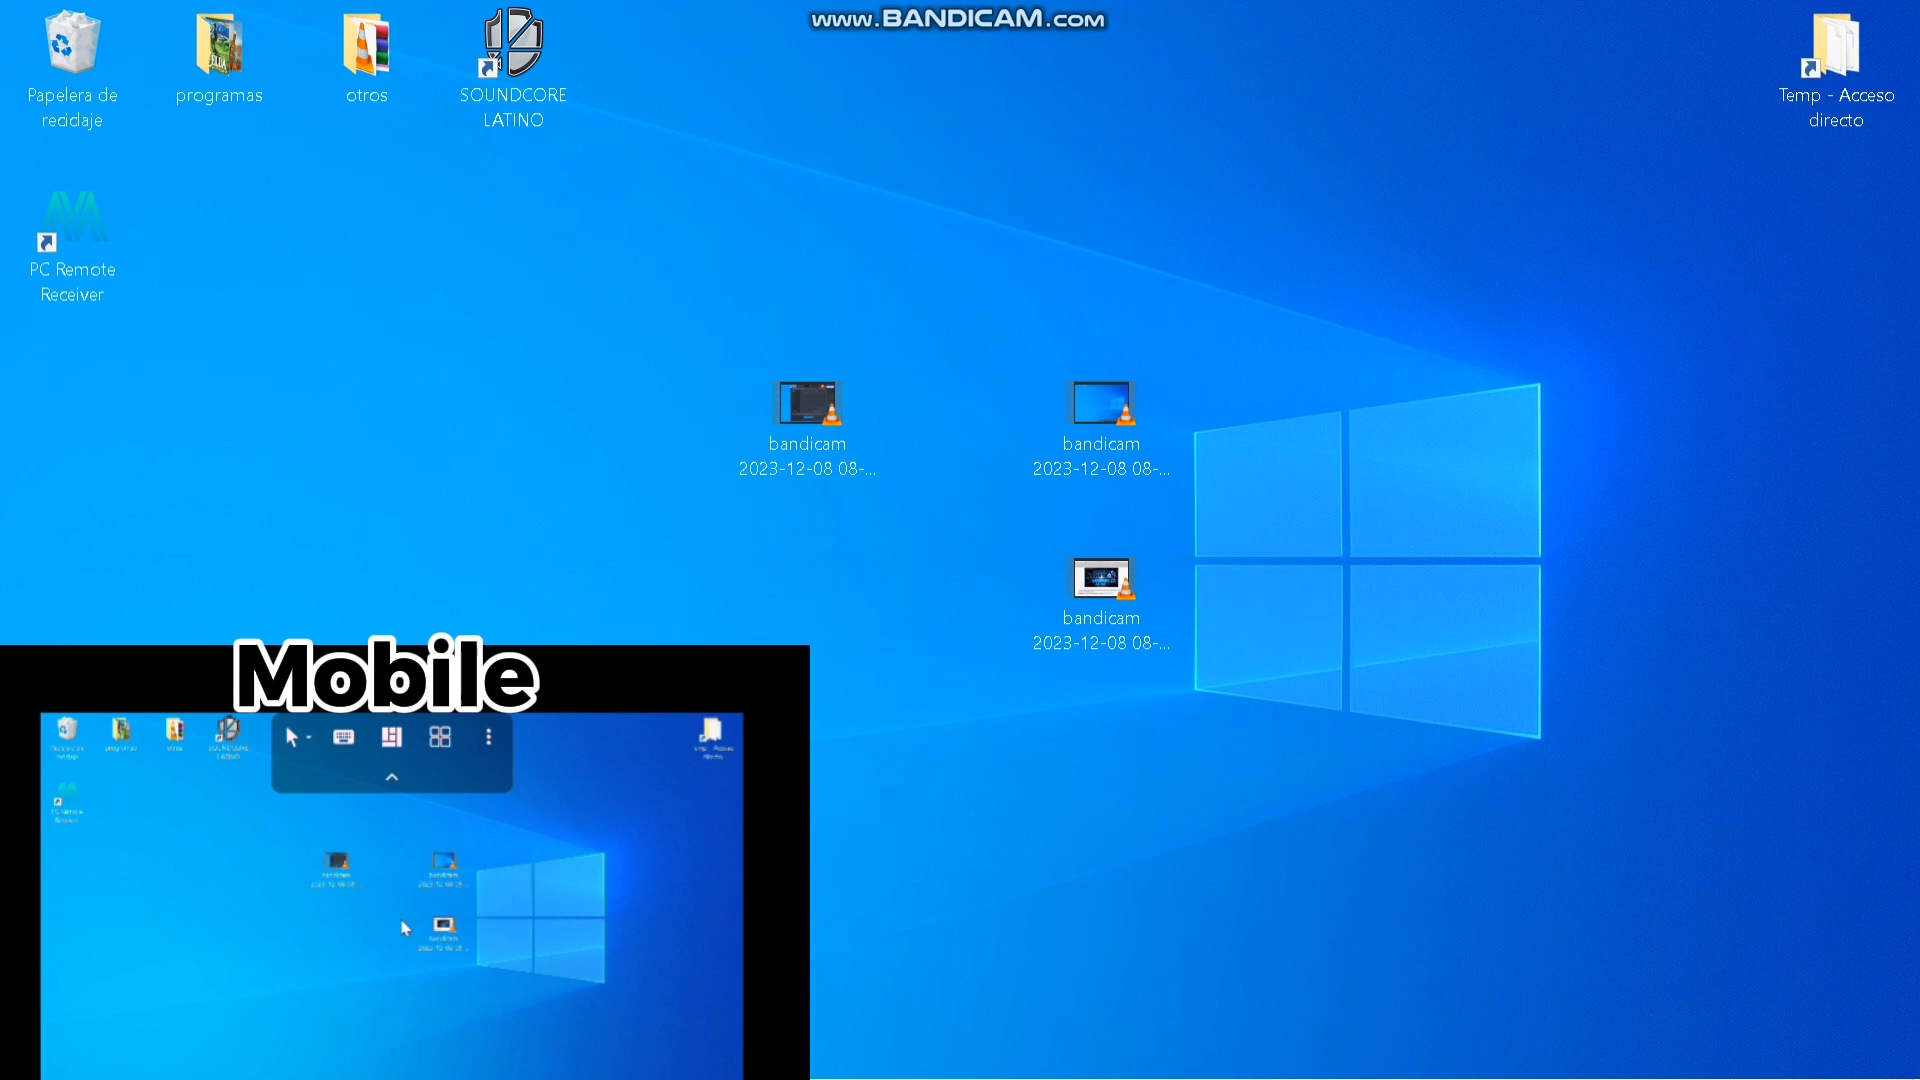 www.BANDICAM.com
Papelera de
reciclaje
programas
otros
SOUNDCORE
LATINO
Temp - Acceso
directo
PC Remote
Receiver
bandicam
2023-12-08 08-...
bandicam
2023-12-08 08-...
bandicam
2023-12-08 08-...
Mobile